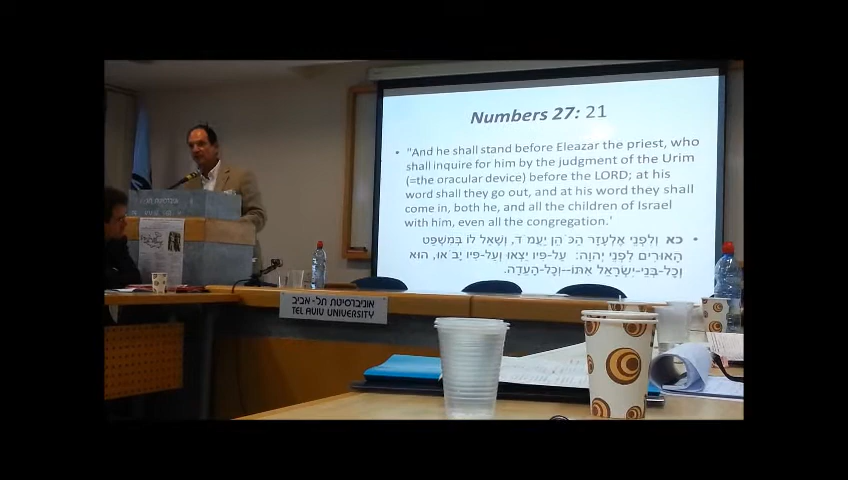 Numbers 27: 21
• "And he shall stand before Eleazar the priest, who
shall inquire for him by the judgment of the Urim
(=the oracular device) before the LORD; at his
word shall they go out, and at his word they shall
come in, both he, and all the children of Israel
with him, even all the congregation.'
• כא וְלִפְנֵי אֶלְעָזָר הַכֹּהֵן יַעֲמֹד, וְשָׁאַל לוֹ בְּמִשְׁפַּט
הָאוּרִים לִפְנֵי יְהוָה: עַל-פִּיו יֵצְאוּ וְעַל-פִּיו יָבֹאוּ, הוּא
וְכָל-בְּנֵי-יִשְׂרָאֵל אִתּוֹ--וְכָל-הָעֵדָה.
אוניברסיטת תל-אביב
TEL AVIV UNIVERSITY